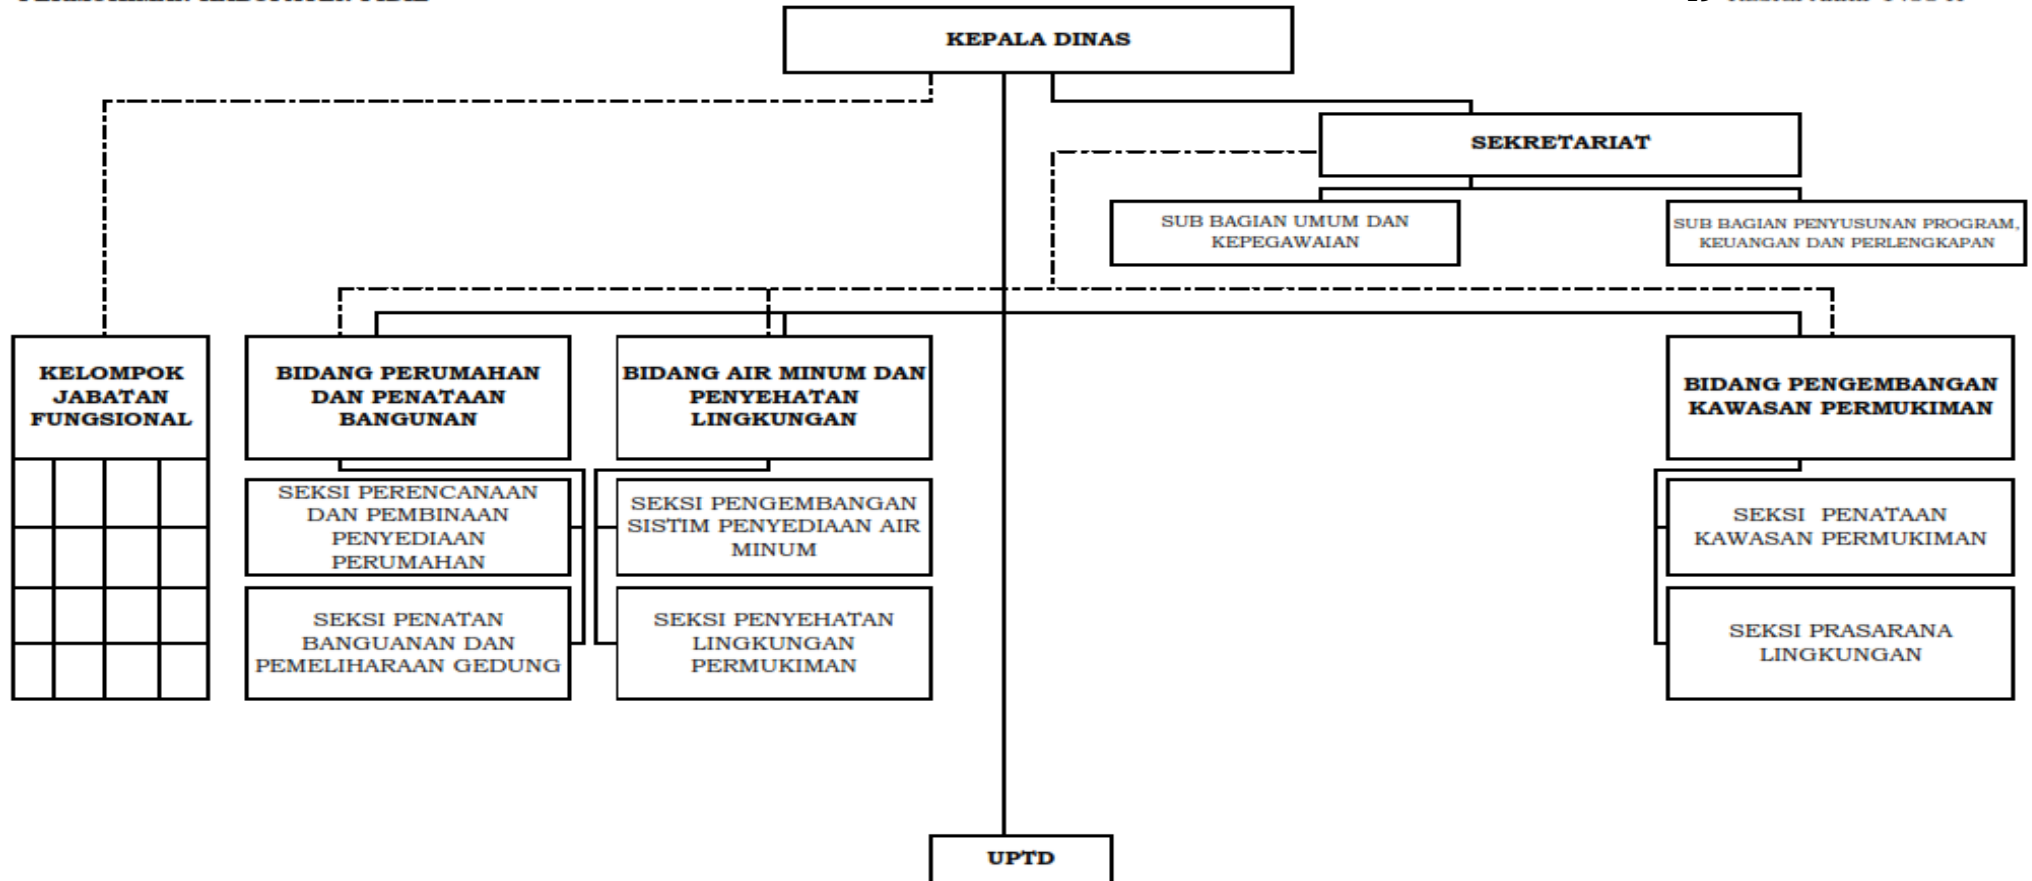 KEPALA DINAS
SEKRETARIAT
SUB BAGIAN UMUM DAN
KEPEGAWAIAN
SUB BAGIAN PENYUSUNAN PROGRAM,
KEUANGAN DAN PERLENGKAPAN
KELOMPOK
JABATAN
FUNGSIONAL
BIDANG PERUMAHAN
DAN PENATAAN
BANGUNAN
BIDANG AIR MINUM DAN
PENYEHATAN
LINGKUNGAN
BIDANG PENGEMBANGAN
KAWASAN PERMUKIMAN
SEKSI PERENCANAAN
DAN PEMBINAAN
PENYEDIAAN
PERUMAHAN
SEKSI PENGEMBANGAN
SISTIM PENYEDIAAN AIR
MINUM
SEKSI PENATAAN
KAWASAN PERMUKIMAN
SEKSI PENATAN
BANGUANAN DAN
PEMELIHARAAN GEDUNG
SEKSI PENYEHATAN
LINGKUNGAN
PERMUKIMAN
SEKSI PRASARANA
LINGKUNGAN
UPTD